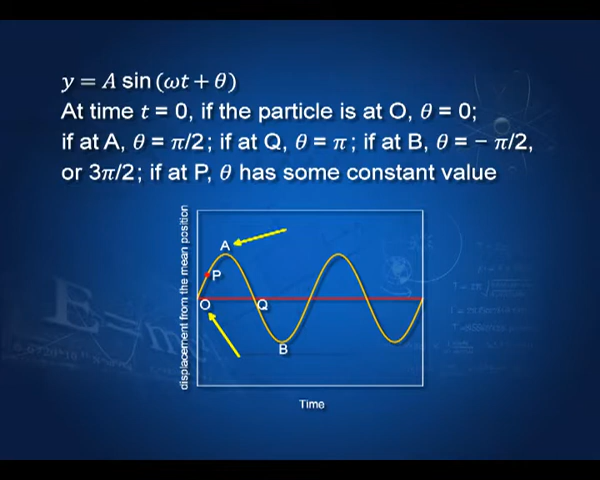 y = A sin (ωt + θ)
At time t = 0, if the particle is at O, θ = 0;
if at A, θ = π/2; if at Q, θ = π; if at B, θ = − π/2,
or 3π/2; if at P, θ has some constant value
displacement from the mean position
A
P
O
Q
B
Time